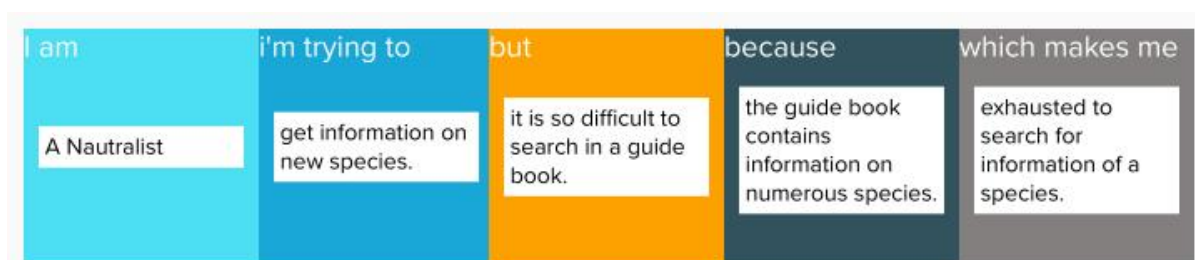 I am
A Nautralist
i'm trying to
get information on
new species.
but
it is so difficult to
search in a guide
book.
because
the guide book
contains
information on
numerous species.
which makes me
exhausted to
search for
information of a
species.